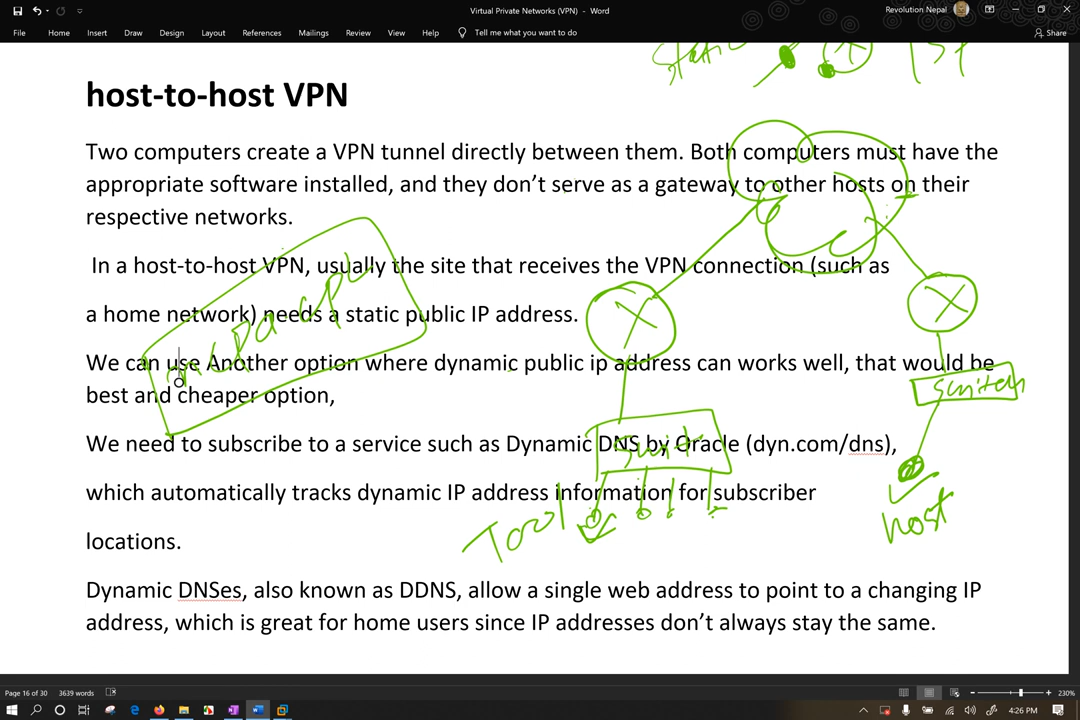 Virtual Private Networks (VPN) - Word
Revolution Nepal
File Home Insert Draw Design Layout References Mailings Review View Help Tell me what you want to do
Share
Static
host-to-host VPN
Two computers create a VPN tunnel directly between them. Both computers must have the
appropriate software installed, and they don’t serve as a gateway to other hosts on their
respective networks.
In a host-to-host VPN, usually the site that receives the VPN connection (such as
a home network) needs a static public IP address.
We can use Another option where dynamic public ip address can works well, that would be
best and cheaper option,
Switch
We need to subscribe to a service such as Dynamic DNS by Oracle (dyn.com/dns),
which automatically tracks dynamic IP address information for subscriber
Tool
host
locations.
Dynamic DNSes, also known as DDNS, allow a single web address to point to a changing IP
address, which is great for home users since IP addresses don’t always stay the same.
Page 16 of 30 3639 words
230%
4:26 PM